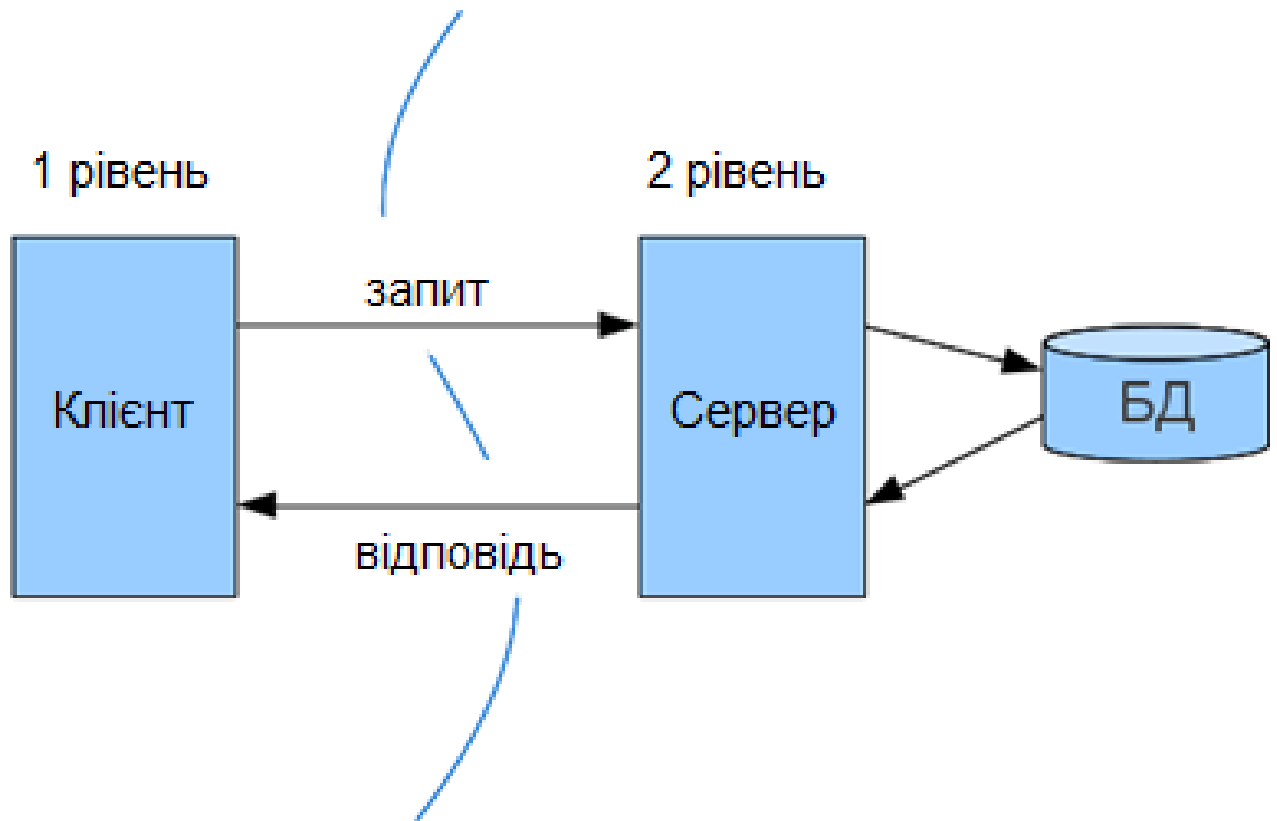 1 рівень
2 рівень
запит
Клієнт
Сервер
БД
відповідь